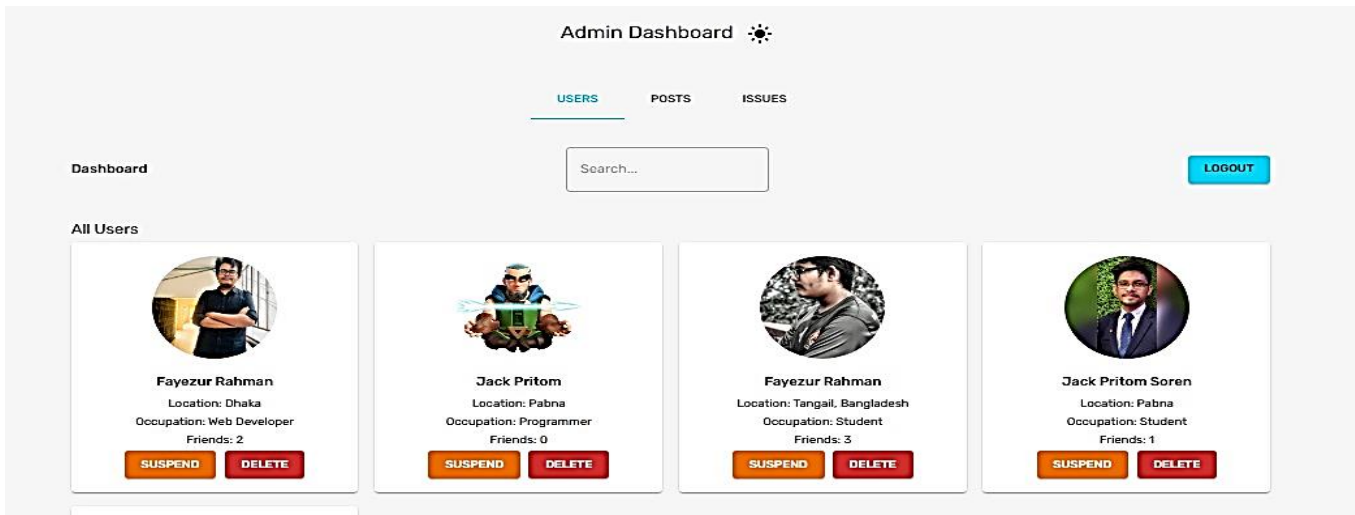 Admin Dashboard
USERS POSTS ISSUES
Dashboard
Search...
LOGOUT
All Users
Fayezur Rahman
Location: Dhaka
Occupation: Web Developer
Friends: 2
SUSPEND DELETE
Jack Pritom
Location: Pabna
Occupation: Programmer
Friends: 0
SUSPEND DELETE
Fayezur Rahman
Location: Tangail, Bangladesh
Occupation: Student
Friends: 3
SUSPEND DELETE
Jack Pritom Soren
Location: Pabna
Occupation: Student
Friends: 1
SUSPEND DELETE